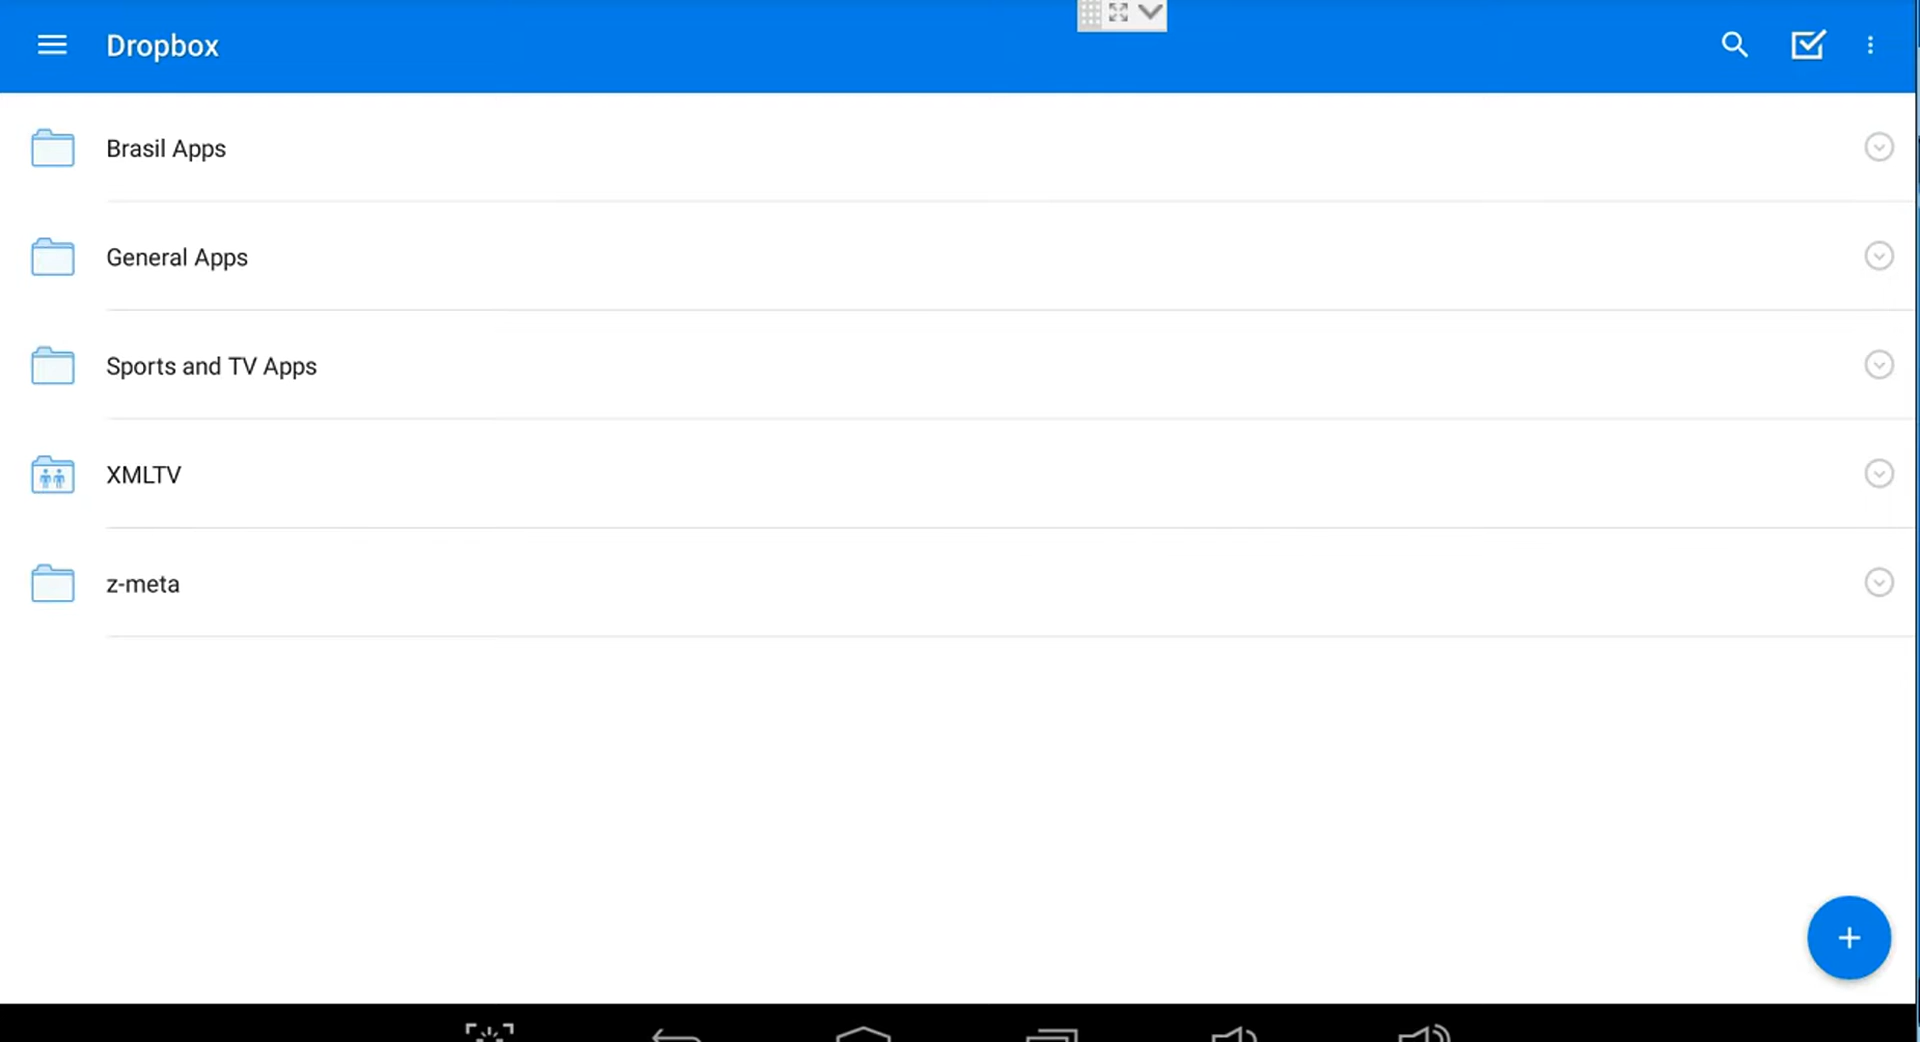 Dropbox
Brasil Apps
General Apps
Sports and TV Apps
XMLTV
z-meta